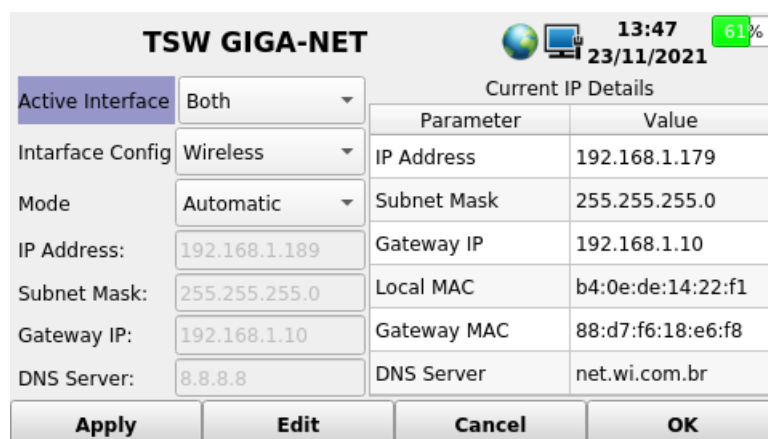 TSW GIGA-NET
13:47
23/11/2021
61%
Active Interface Both
Intarface Config Wireless
Mode Automatic
IP Address: 192.168.1.189
Subnet Mask: 255.255.255.0
Gateway IP: 192.168.1.10
DNS Server: 8.8.8.8
Current IP Details
Parameter Value
IP Address 192.168.1.179
Subnet Mask 255.255.255.0
Gateway IP 192.168.1.10
Local MAC b4:0e:de:14:22:f1
Gateway MAC 88:d7:f6:18:e6:f8
DNS Server net.wi.com.br
Apply Edit Cancel OK